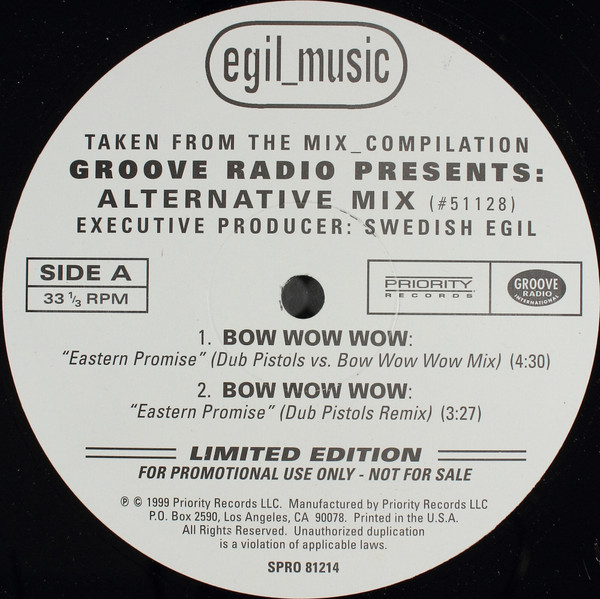 egil_music
TAKEN FROM THE MIX_COMPILATION
GROOVE RADIO PRESENTS:
ALTERNATIVE MIX (#51128)
EXECUTIVE PRODUCER: SWEDISH EGIL
SIDE A
33 ⅓ RPM
PRIORITY
RECORDS
GROOVE
RADIO
INTERNATIONAL
1. BOW WOW WOW:
“Eastern Promise” (Dub Pistols vs. Bow Wow Wow Mix) (4:30)
2. BOW WOW WOW:
“Eastern Promise” (Dub Pistols Remix) (3:27)
LIMITED EDITION
FOR PROMOTIONAL USE ONLY - NOT FOR SALE
℗ © 1999 Priority Records LLC. Manufactured by Priority Records LLC
P.O. Box 2590, Los Angeles, CA 90078. Printed in the U.S.A.
All Rights Reserved. Unauthorized duplication
is a violation of applicable laws.
SPRO 81214